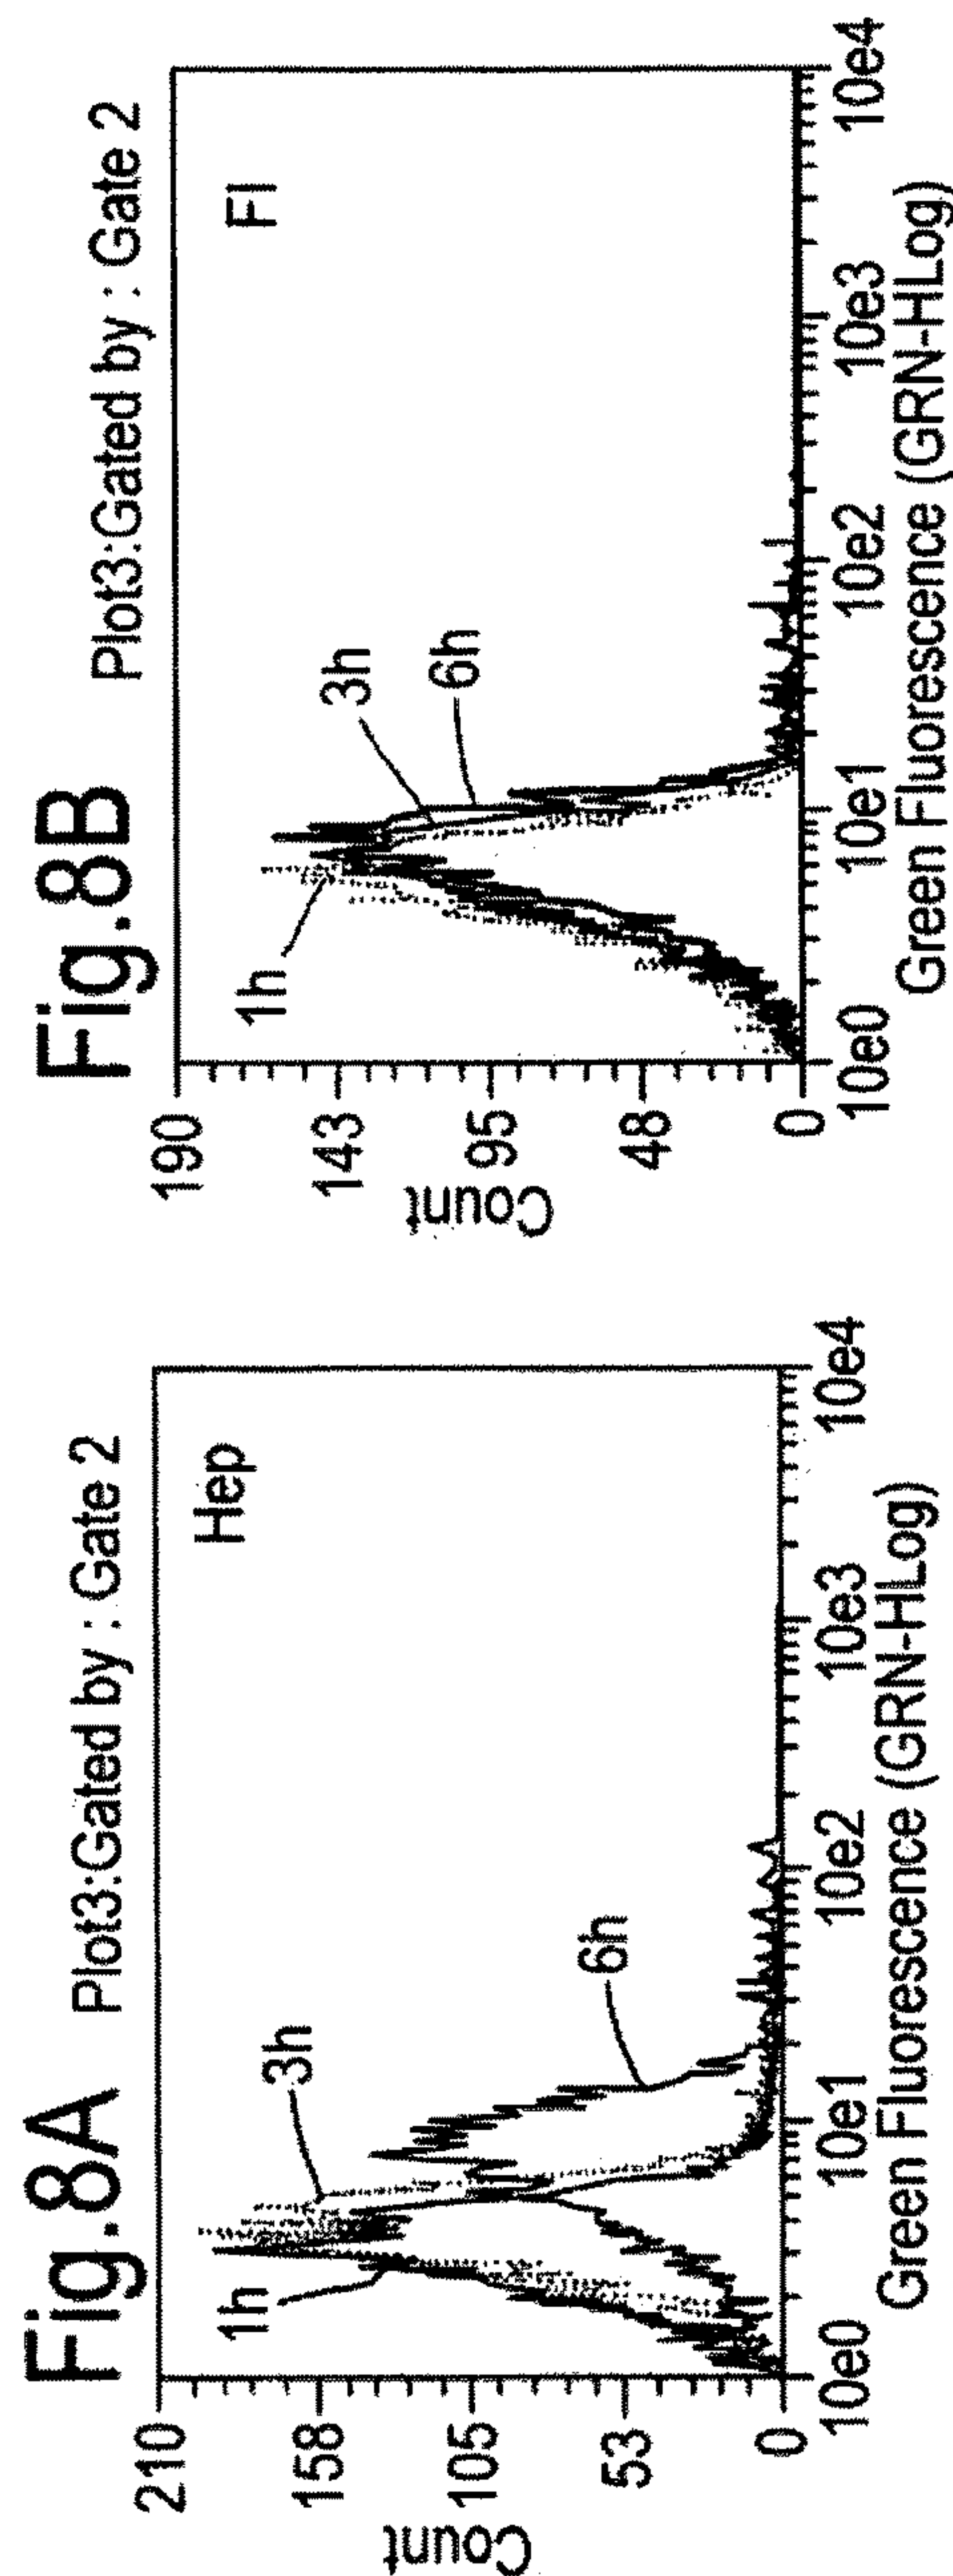 Fig.8A
Plot3:Gated by : Gate 2
Hep
210
158
105
53
0
Count
1h
3h
6h
10e0
10e1
10e2
10e3
10e4
Green Fluorescence (GRN-HLog)
Fig.8B
Plot3:Gated by : Gate 2
FI
190
143
95
48
0
Count
1h
3h
6h
10e0
10e1
10e2
10e3
10e4
Green Fluorescence (GRN-HLog)